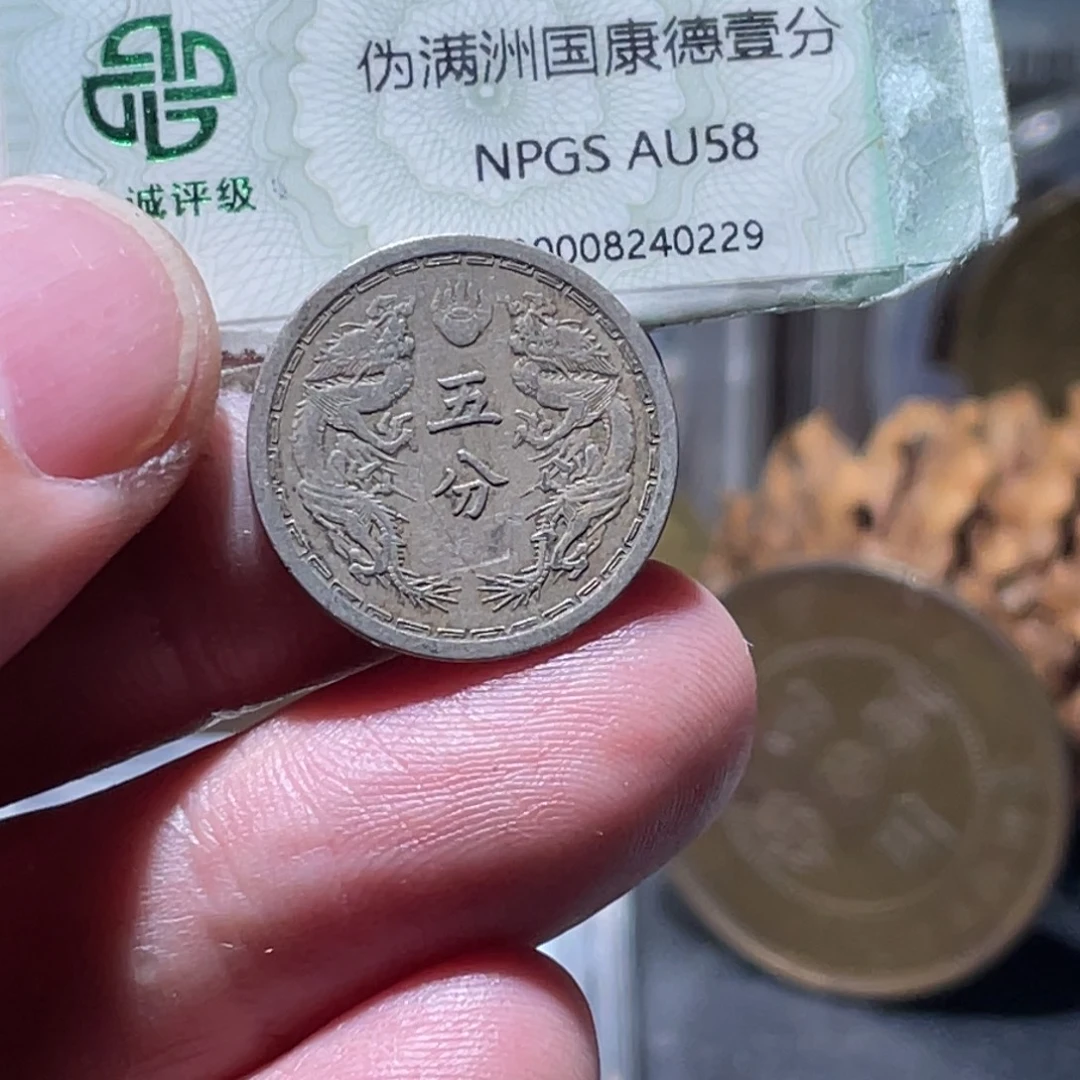 伪满洲国康德壹分
NPGS AU58
0008240229
诚评级
五
分